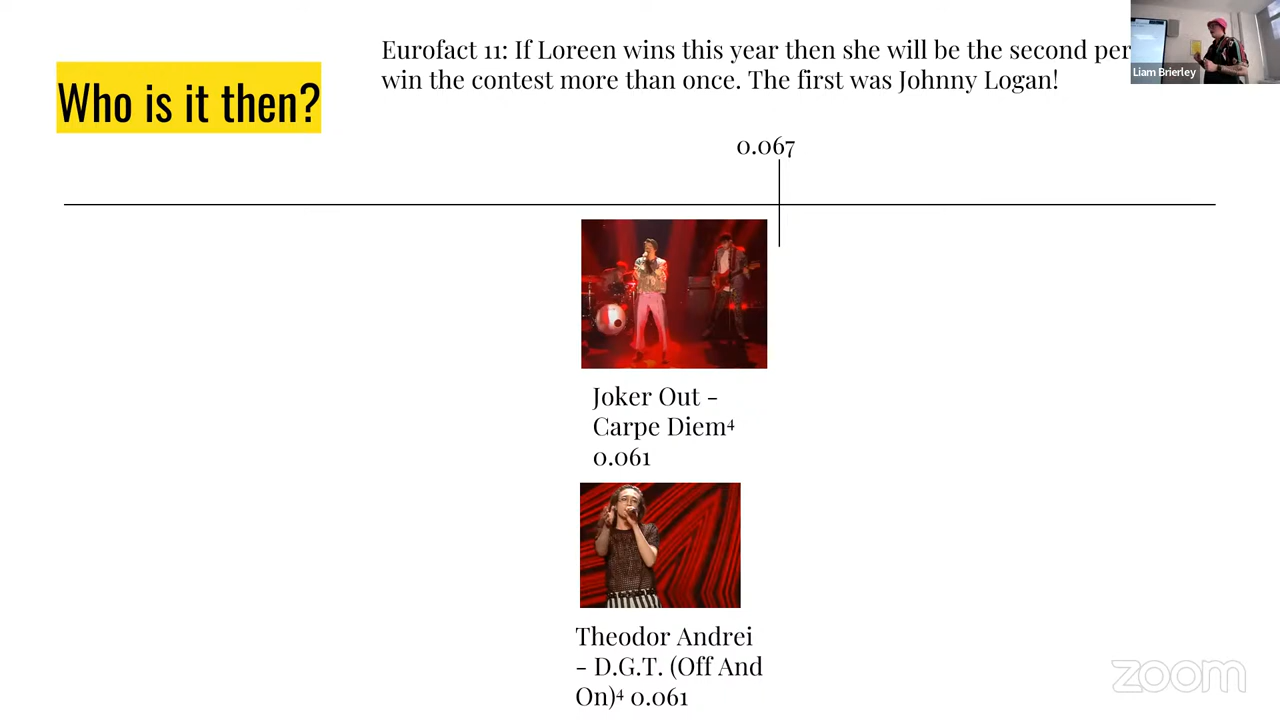 Eurofact 11: If Loreen wins this year then she will be the second per
win the contest more than once. The first was Johnny Logan!
Liam Brierley
Who is it then?
0.067
Joker Out -
Carpe Diem⁴
0.061
Theodor Andrei
- D.G.T. (Off And
On)⁴ 0.061
zoom